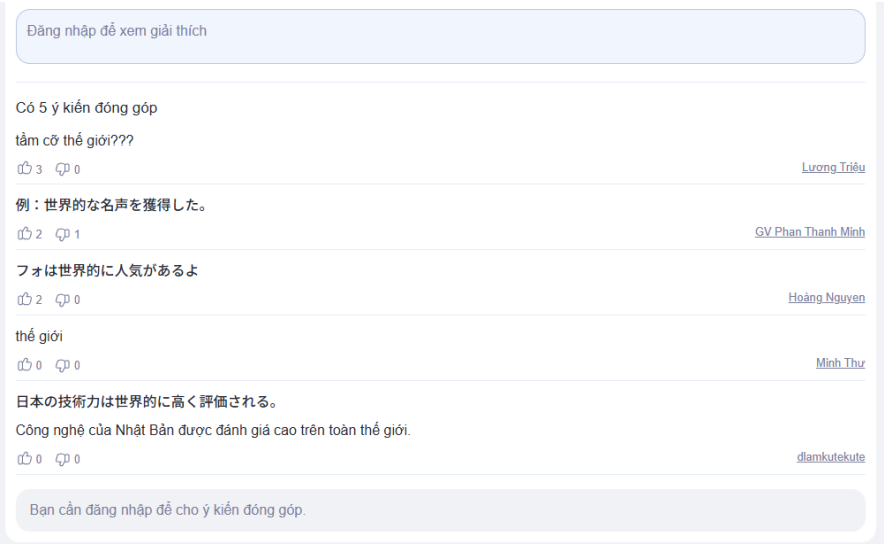 Đăng nhập để xem giải thích
Có 5 ý kiến đóng góp
tầm cỡ thế giới???
3 0 Lương Triệu
例：世界的な名声を獲得した。
2 1 GV Phan Thanh Minh
フォは世界的に人気があるよ
2 0 Hoàng Nguyen
thế giới
0 0 Minh Thư
日本の技術力は世界的に高く評価される。
Công nghệ của Nhật Bản được đánh giá cao trên toàn thế giới.
0 0 dlamkutekute
Bạn cần đăng nhập để cho ý kiến đóng góp.